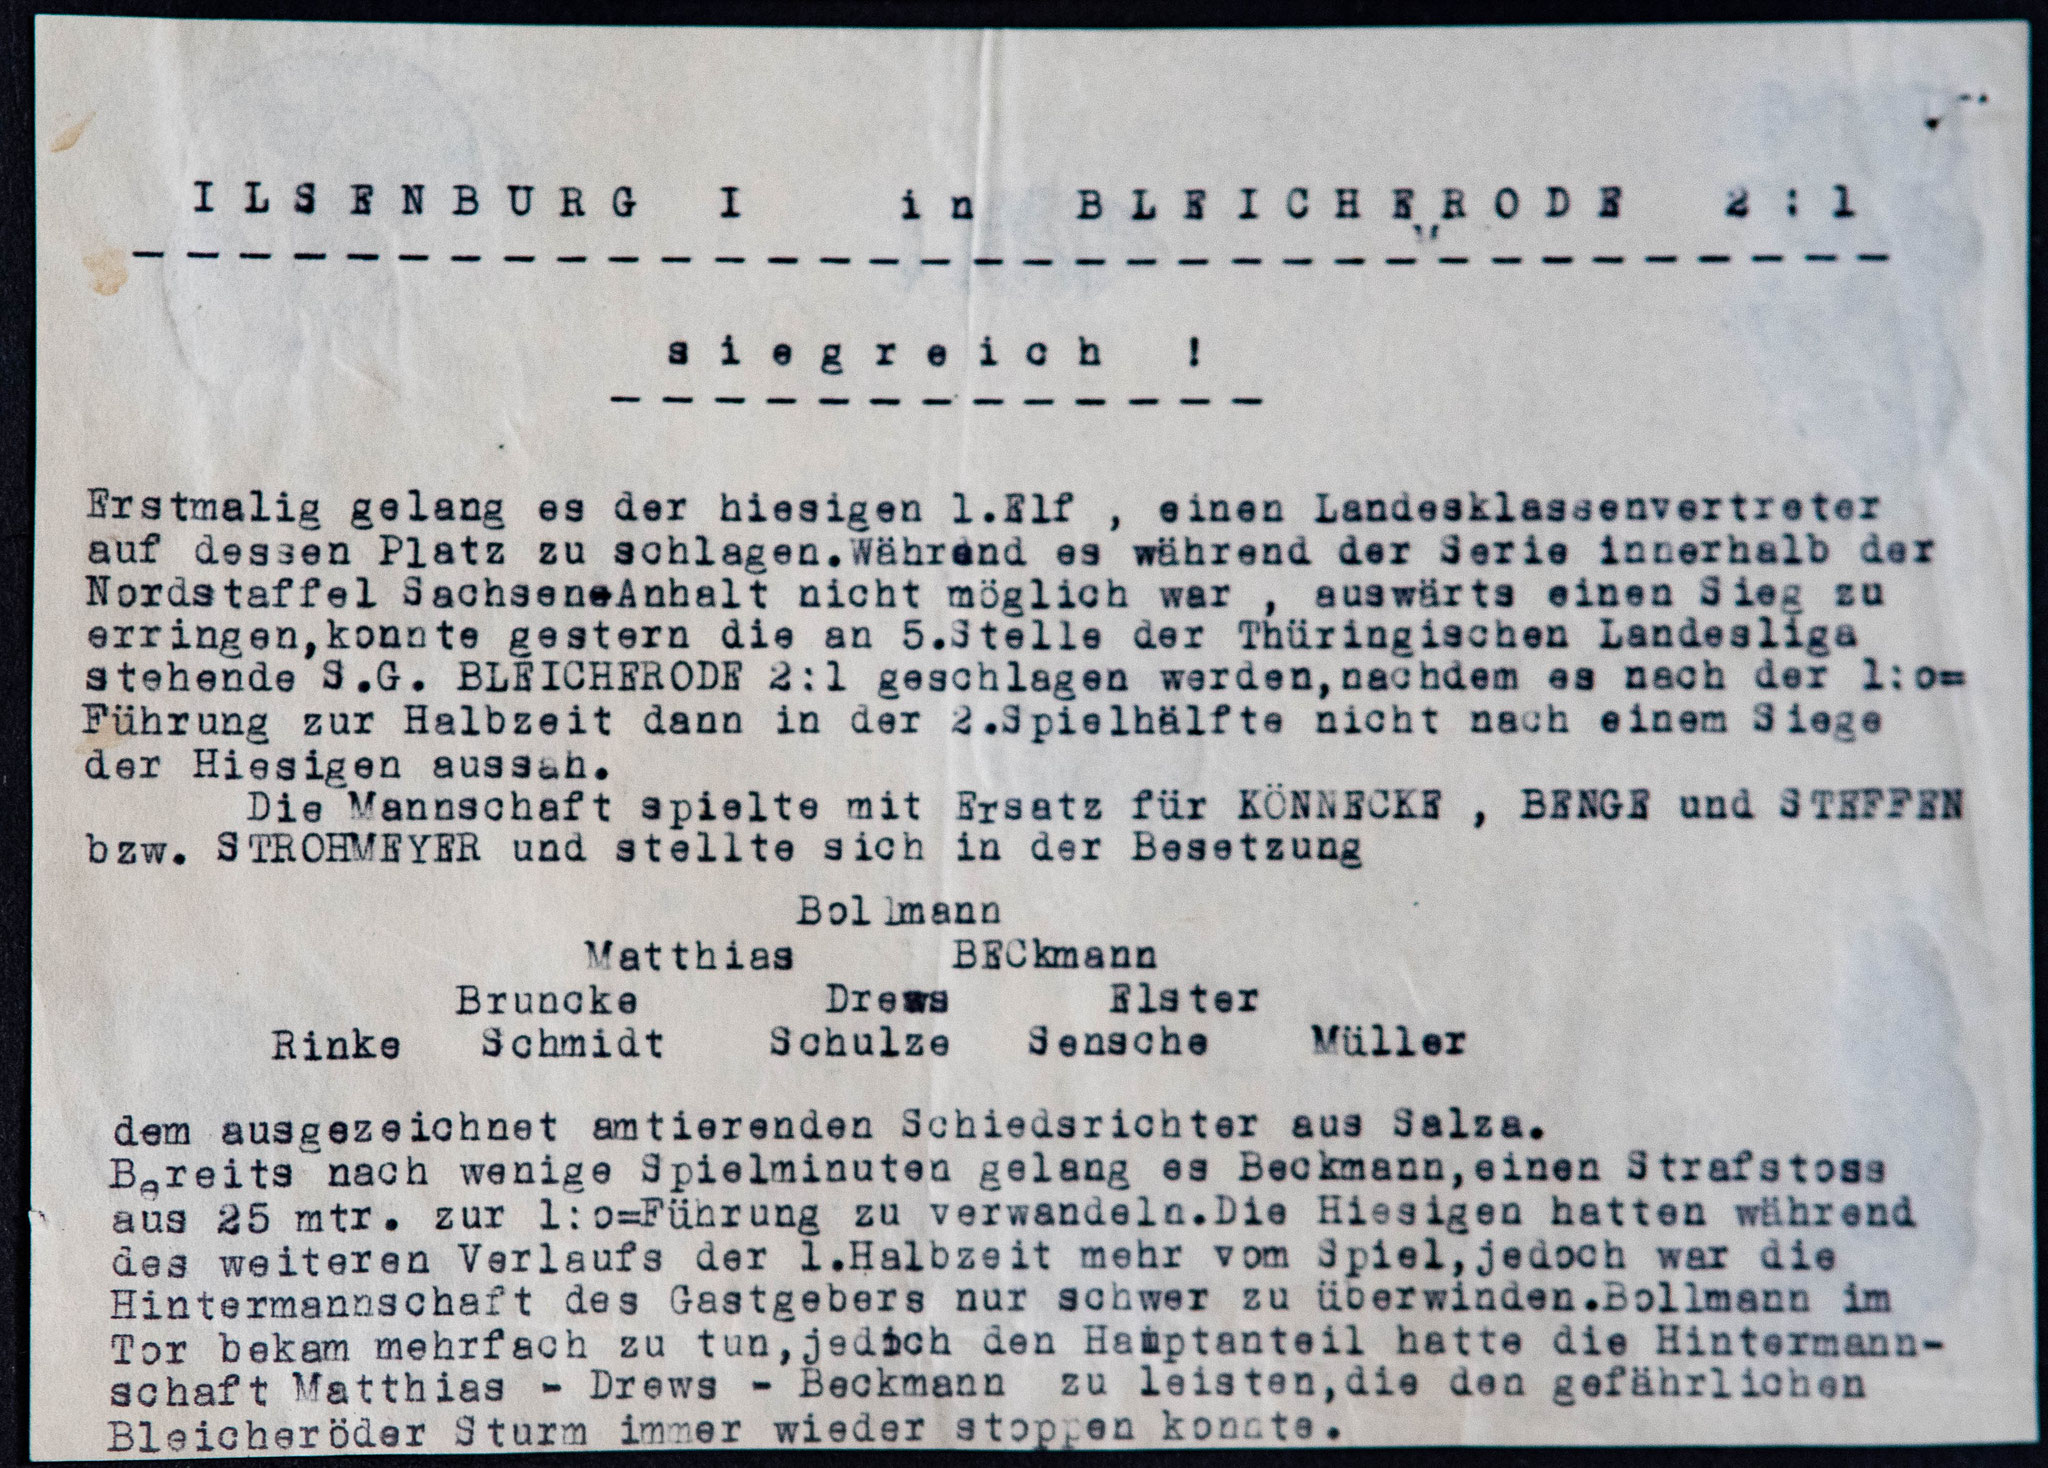 I L S E N B U R G   I   in   B L E I C H E R O D E   2 : 1
- - - - - - - - - - - - - - - - - - - - - - - - - - - - - - - - - -
s i e g r e i c h   !
- - - - - - - - - - - - -
Erstmalig gelang es der hiesigen 1.Elf , einen Landesklassenvertreter
auf dessen Platz zu schlagen.Während es während der Serie innerhalb der
Nordstaffel Sachsen-Anhalt nicht möglich war , auswärts einen Sieg zu
erringen,konnte gestern die an 5.Stelle der Thüringischen Landesliga
stehende S.G. BLEICHERODE 2:1 geschlagen werden,nachdem es nach der 1:o=
Führung zur Halbzeit dann in der 2.Spielhälfte nicht nach einem Siege
der Hiesigen aussah.
Die Mannschaft spielte mit Ersatz für KÖNNECKE , BENGE und STEFFEN
bzw. STROHMEYER und stellte sich in der Besetzung
Bollmann
Matthias BECkmann
Bruncke Drews Elster
Rinke Schmidt Schulze Sensche Müller
dem ausgezeichnet amtierenden Schiedsrichter aus Salza.
Bereits nach wenige Spielminuten gelang es Beckmann,einen Strafstoss
aus 25 mtr. zur 1:o=Führung zu verwandeln.Die Hiesigen hatten während
des weiteren Verlaufs der 1.Halbzeit mehr vom Spiel,jedoch war die
Hintermannschaft des Gastgebers nur schwer zu überwinden.Bollmann im
Tor bekam mehrfach zu tun,jedoch den Hauptanteil hatte die Hintermann-
schaft Matthias - Drews - Beckmann zu leisten,die den gefährlichen
Bleicheröder Sturm immer wieder stoppen konnte.